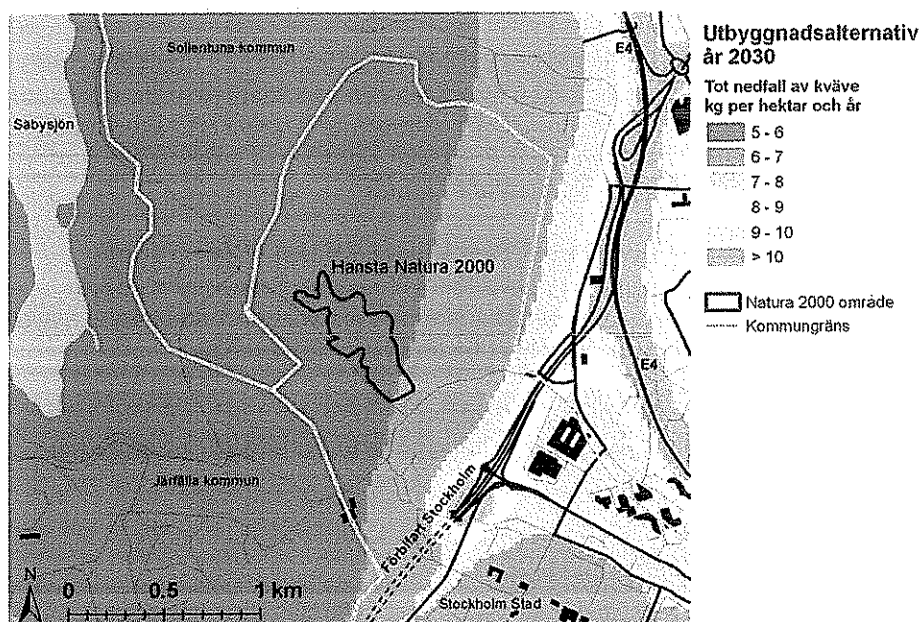 Utbyggnadsalternativ
år 2030
Tot nedfall av kväve
kg per hektar och år
5 - 6
6 - 7
7 - 8
8 - 9
9 - 10
> 10
Natura 2000 område
Kommungräns
Sollentuna kommun
E4
Säbysjön
Hansta Natura 2000
E4
Järfälla kommun
Förbifart Stockholm
N
0 0.5 1 km
Stockholm Stad